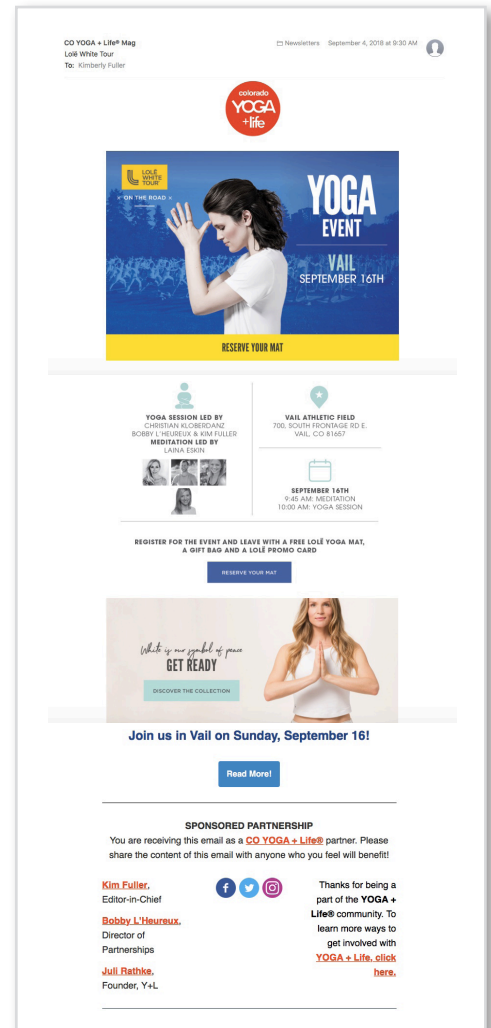 CO YOGA + Life® Mag
Newsletters September 4, 2018 at 9:30 AM
Lolë White Tour
To: Kimberly Fuller
colorado
YOGA
+life
LOLË
WHITE
TOUR
× ON THE ROAD ×
YOGA
EVENT
VAIL
SEPTEMBER 16TH
RESERVE YOUR MAT
YOGA SESSION LED BY
CHRISTIAN KLOBERDANZ
BOBBY L'HEUREUX & KIM FULLER
MEDITATION LED BY
LAINA ESKIN
VAIL ATHLETIC FIELD
700. SOUTH FRONTAGE RD E.
VAIL, CO 81657
SEPTEMBER 16TH
9:45 AM: MEDITATION
10:00 AM: YOGA SESSION
REGISTER FOR THE EVENT AND LEAVE WITH A FREE LOLË YOGA MAT,
A GIFT BAG AND A LOLË PROMO CARD
RESERVE YOUR MAT
White is our symbol of peace
GET READY
DISCOVER THE COLLECTION
Join us in Vail on Sunday, September 16!
Read More!
SPONSORED PARTNERSHIP
You are receiving this email as a CO YOGA + Life® partner. Please
share the content of this email with anyone who you feel will benefit!
Kim Fuller,
Editor-in-Chief
Bobby L'Heureux,
Director of
Partnerships
Juli Rathke,
Founder, Y+L
Thanks for being a
part of the YOGA +
Life® community. To
learn more ways to
get involved with
YOGA + Life, click
here.